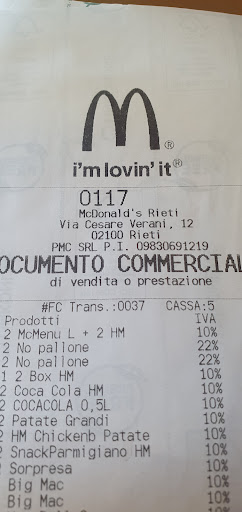 M®
i'm lovin' it®
0117
McDonald's Rieti
Via Cesare Verani, 12
02100 Rieti
PMC SRL P.I. 09830691219
OCUMENTO COMMERCIAL
di vendita o prestazione
#FC Trans.:0037 CASSA:5
Prodotti IVA
2 McMenu L + 2 HM 10%
2 No pallone 22%
2 No pallone 22%
1 2 Box HM 10%
2 Coca Cola HM 10%
2 COCACOLA 0,5L 10%
2 Patate Grandi 10%
2 HM Chickenb Patate 10%
2 SnackParmigiano HM 10%
Sorpresa 10%
Big Mac 10%
Big Mac 10%